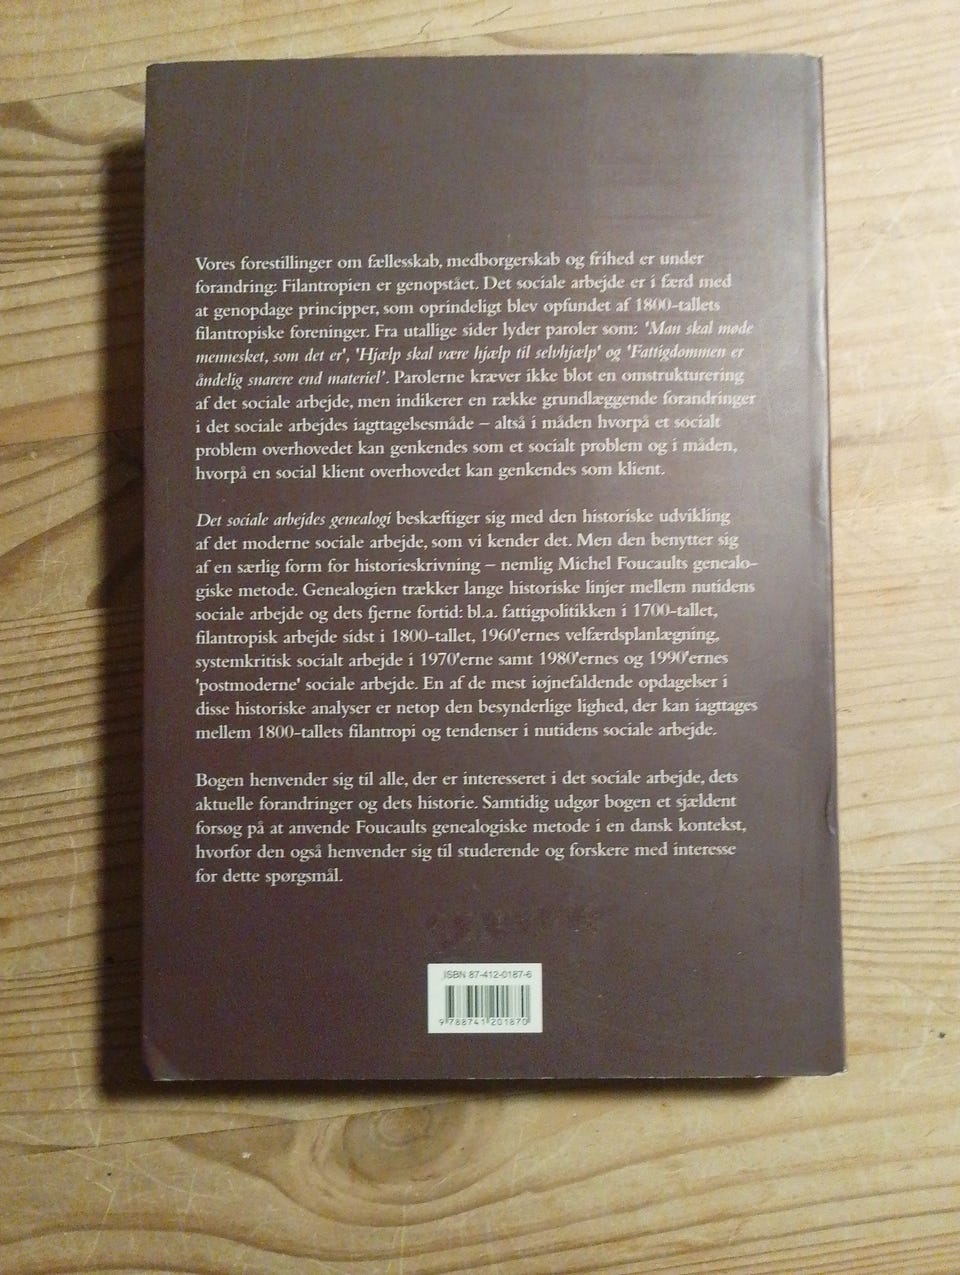 Vores forestillinger om fællesskab, medborgerskab og frihed er under
forandring: Filantropien er genopstået. Det sociale arbejde er i færd med
at genopdage principper, som oprindeligt blev opfundet af 1800-tallets
filantropiske foreninger. Fra utallige sider lyder paroler som: 'Man skal møde
mennesket, som det er', 'Hjælp skal være hjælp til selvhjælp' og 'Fattigdommen er
åndelig snarere end materiel'. Parolerne kræver ikke blot en omstrukturering
af det sociale arbejde, men indikerer en række grundlæggende forandringer
i det sociale arbejdes iagttagelsesmåde – altså i måden hvorpå et socialt
problem overhovedet kan genkendes som et socialt problem og i måden,
hvorpå en social klient overhovedet kan genkendes som klient.
Det sociale arbejdes genealogi beskæftiger sig med den historiske udvikling
af det moderne sociale arbejde, som vi kender det. Men den benytter sig
af en særlig form for historieskrivning – nemlig Michel Foucaults genealo-
giske metode. Genealogien trækker lange historiske linjer mellem nutidens
sociale arbejde og dets fjerne fortid: bl.a. fattigpolitikken i 1700-tallet,
filantropisk arbejde sidst i 1800-tallet, 1960'ernes velfærdsplanlægning,
systemkritisk socialt arbejde i 1970'erne samt 1980'ernes og 1990'ernes
'postmoderne' sociale arbejde. En af de mest iøjnefaldende opdagelser i
disse historiske analyser er netop den besynderlige lighed, der kan iagttages
mellem 1800-tallets filantropi og tendenser i nutidens sociale arbejde.
Bogen henvender sig til alle, der er interesseret i det sociale arbejde, dets
aktuelle forandringer og dets historie. Samtidig udgør bogen et sjældent
forsøg på at anvende Foucaults genealogiske metode i en dansk kontekst,
hvorfor den også henvender sig til studerende og forskere med interesse
for dette spørgsmål.
ISBN 87-412-0187-6
9 788741 201870